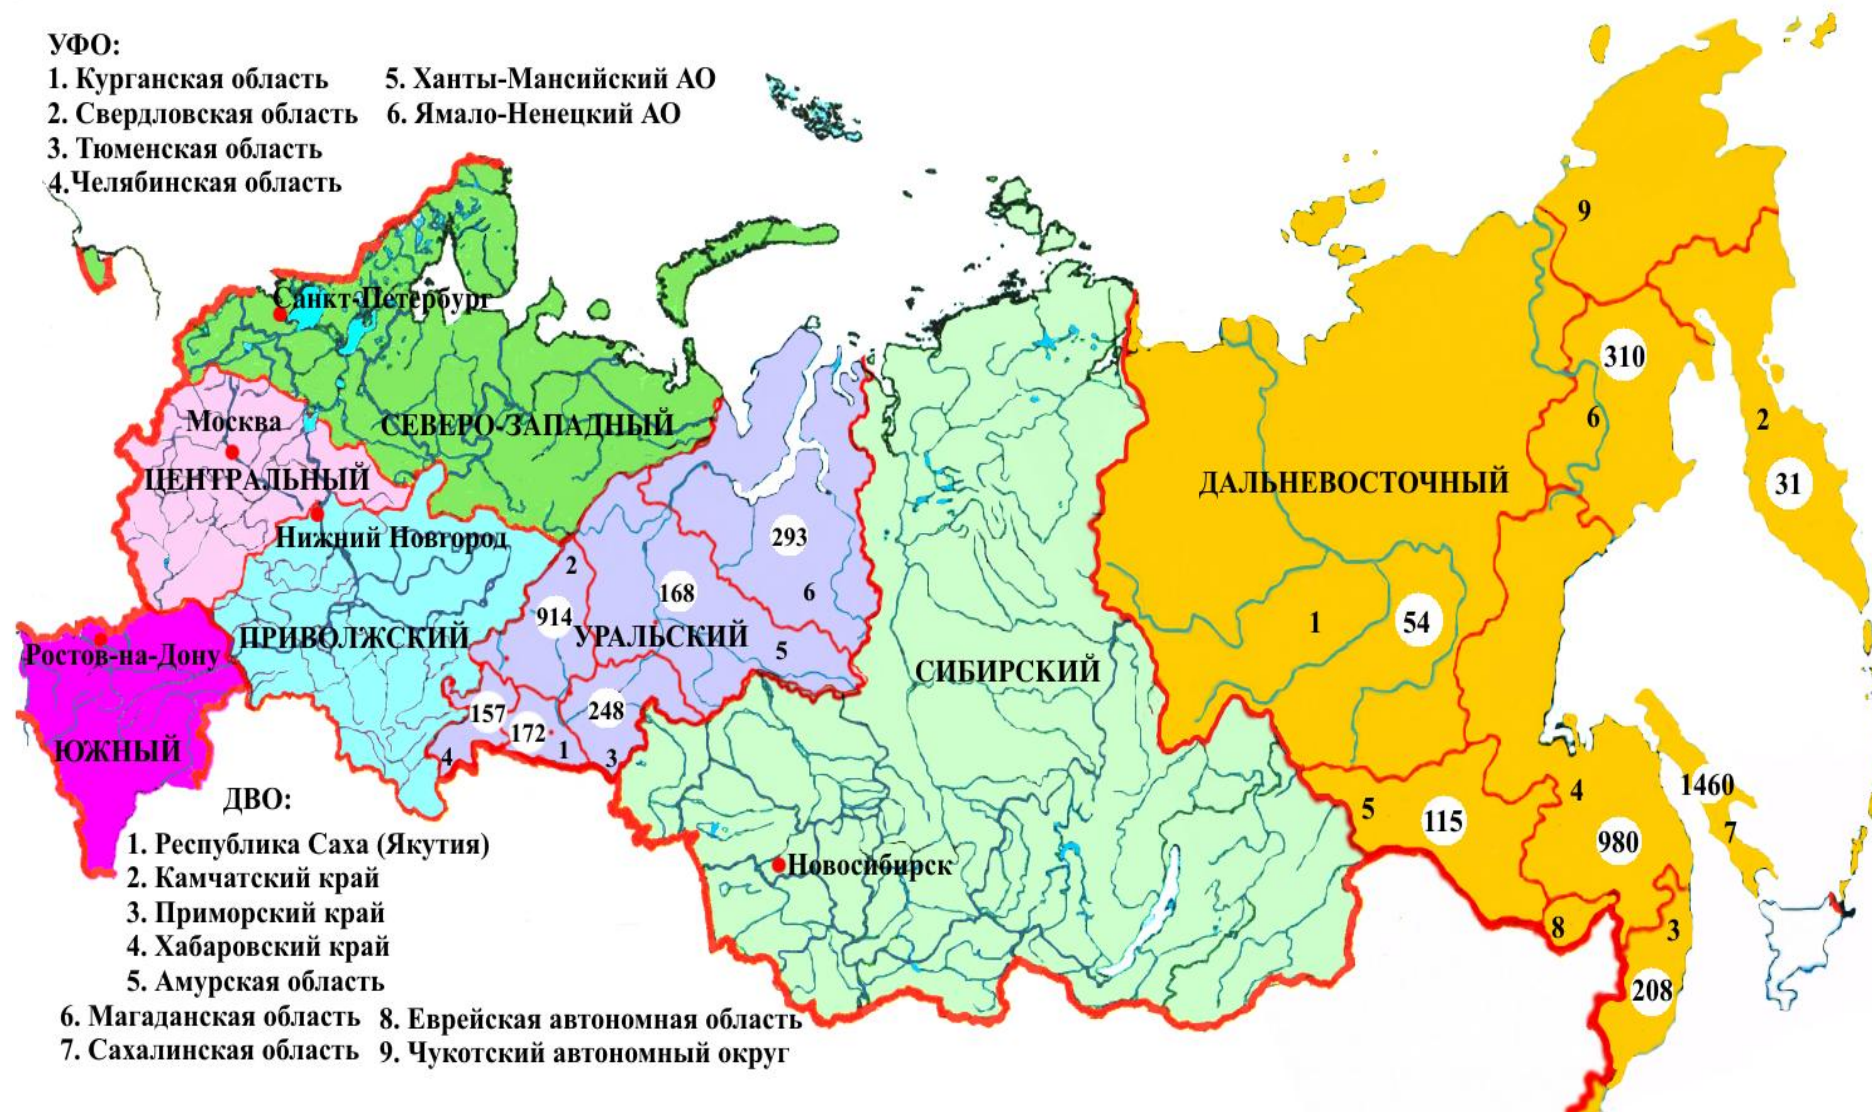 УФО:
1. Курганская область 5. Ханты-Мансийский АО
2. Свердловская область 6. Ямало-Ненецкий АО
3. Тюменская область
4.Челябинская область
9
Санкт-Петербург
310
6
2
Москва
СЕВЕРО-ЗАПАДНЫЙ
ЦЕНТРАЛЬНЫЙ
ДАЛЬНЕВОСТОЧНЫЙ
31
Нижний Новгород
293
2
168
6
914
1
54
ПРИВОЛЖСКИЙ
УРАЛЬСКИЙ
5
Ростов-на-Дону
СИБИРСКИЙ
157
248
172
1
ЮЖНЫЙ
4
3
1460
4
5
115
7
980
Новосибирск
8
3
208
ДВО:
1. Республика Саха (Якутия)
2. Камчатский край
3. Приморский край
4. Хабаровский край
5. Амурская область
6. Магаданская область 8. Еврейская автономная область
7. Сахалинская область 9. Чукотский автономный округ